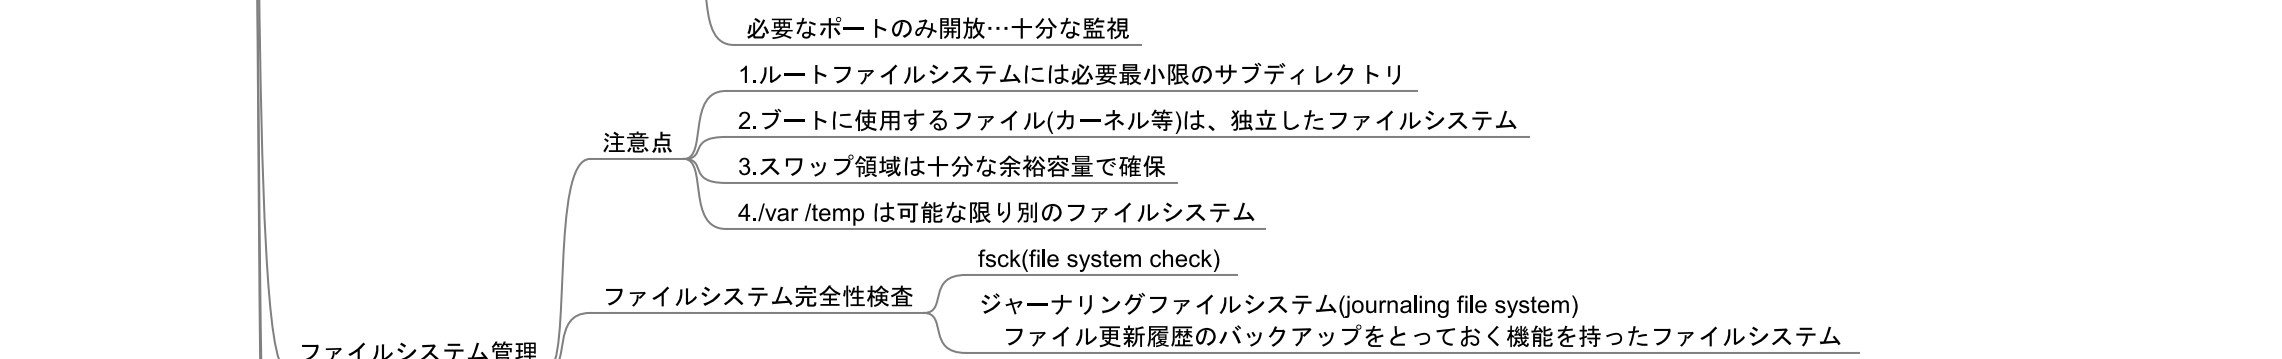 必要なポートのみ開放…十分な監視
1.ルートファイルシステムには必要最小限のサブディレクトリ
2.ブートに使用するファイル(カーネル等)は、独立したファイルシステム
注意点
3.スワップ領域は十分な余裕容量で確保
4./var /temp は可能な限り別のファイルシステム
fsck(file system check)
ファイルシステム完全性検査
ジャーナリングファイルシステム(journaling file system)
ファイル更新履歴のバックアップをとっておく機能を持ったファイルシステム
ファイルシステム管理